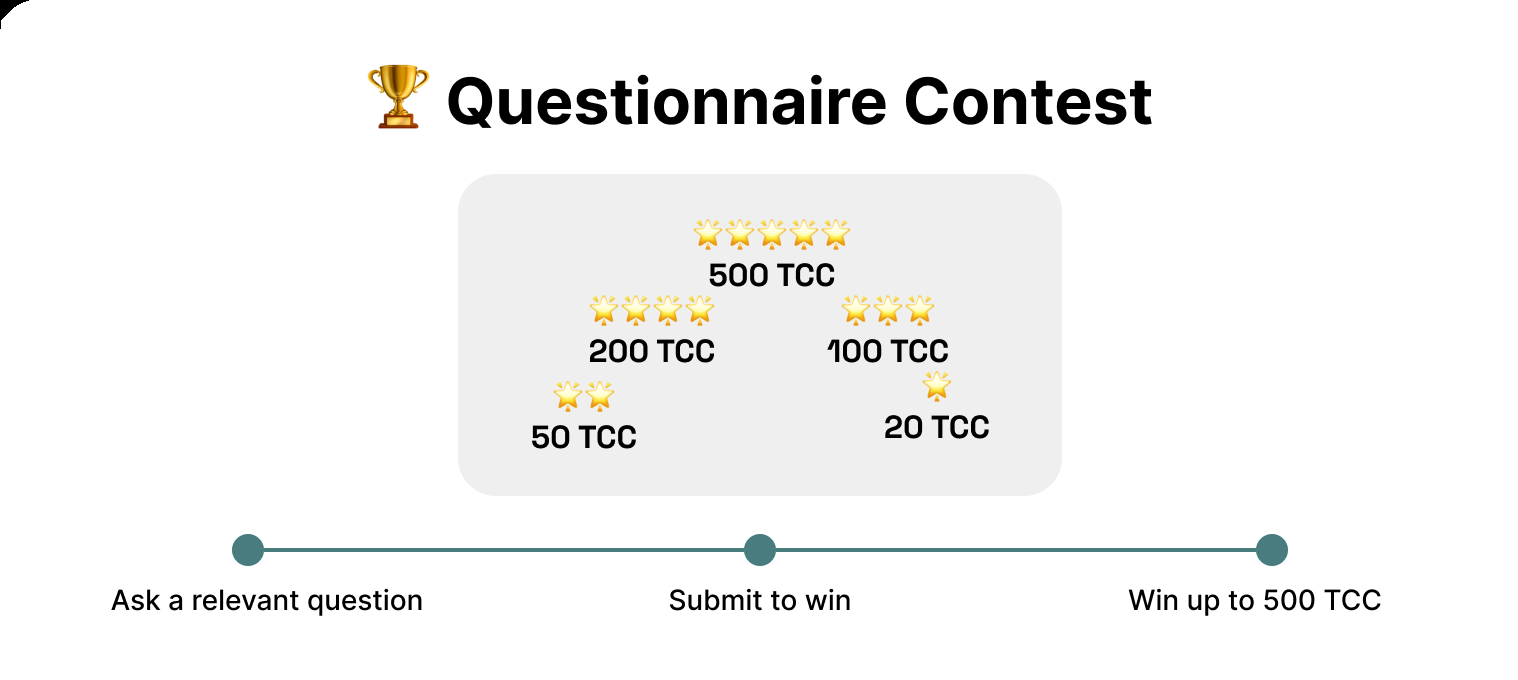 🏆 Questionnaire Contest
🌟🌟🌟🌟🌟
500 TCC
🌟🌟🌟🌟 🌟🌟🌟
200 TCC 100 TCC
🌟🌟 🌟
50 TCC 20 TCC
Ask a relevant question Submit to win Win up to 500 TCC